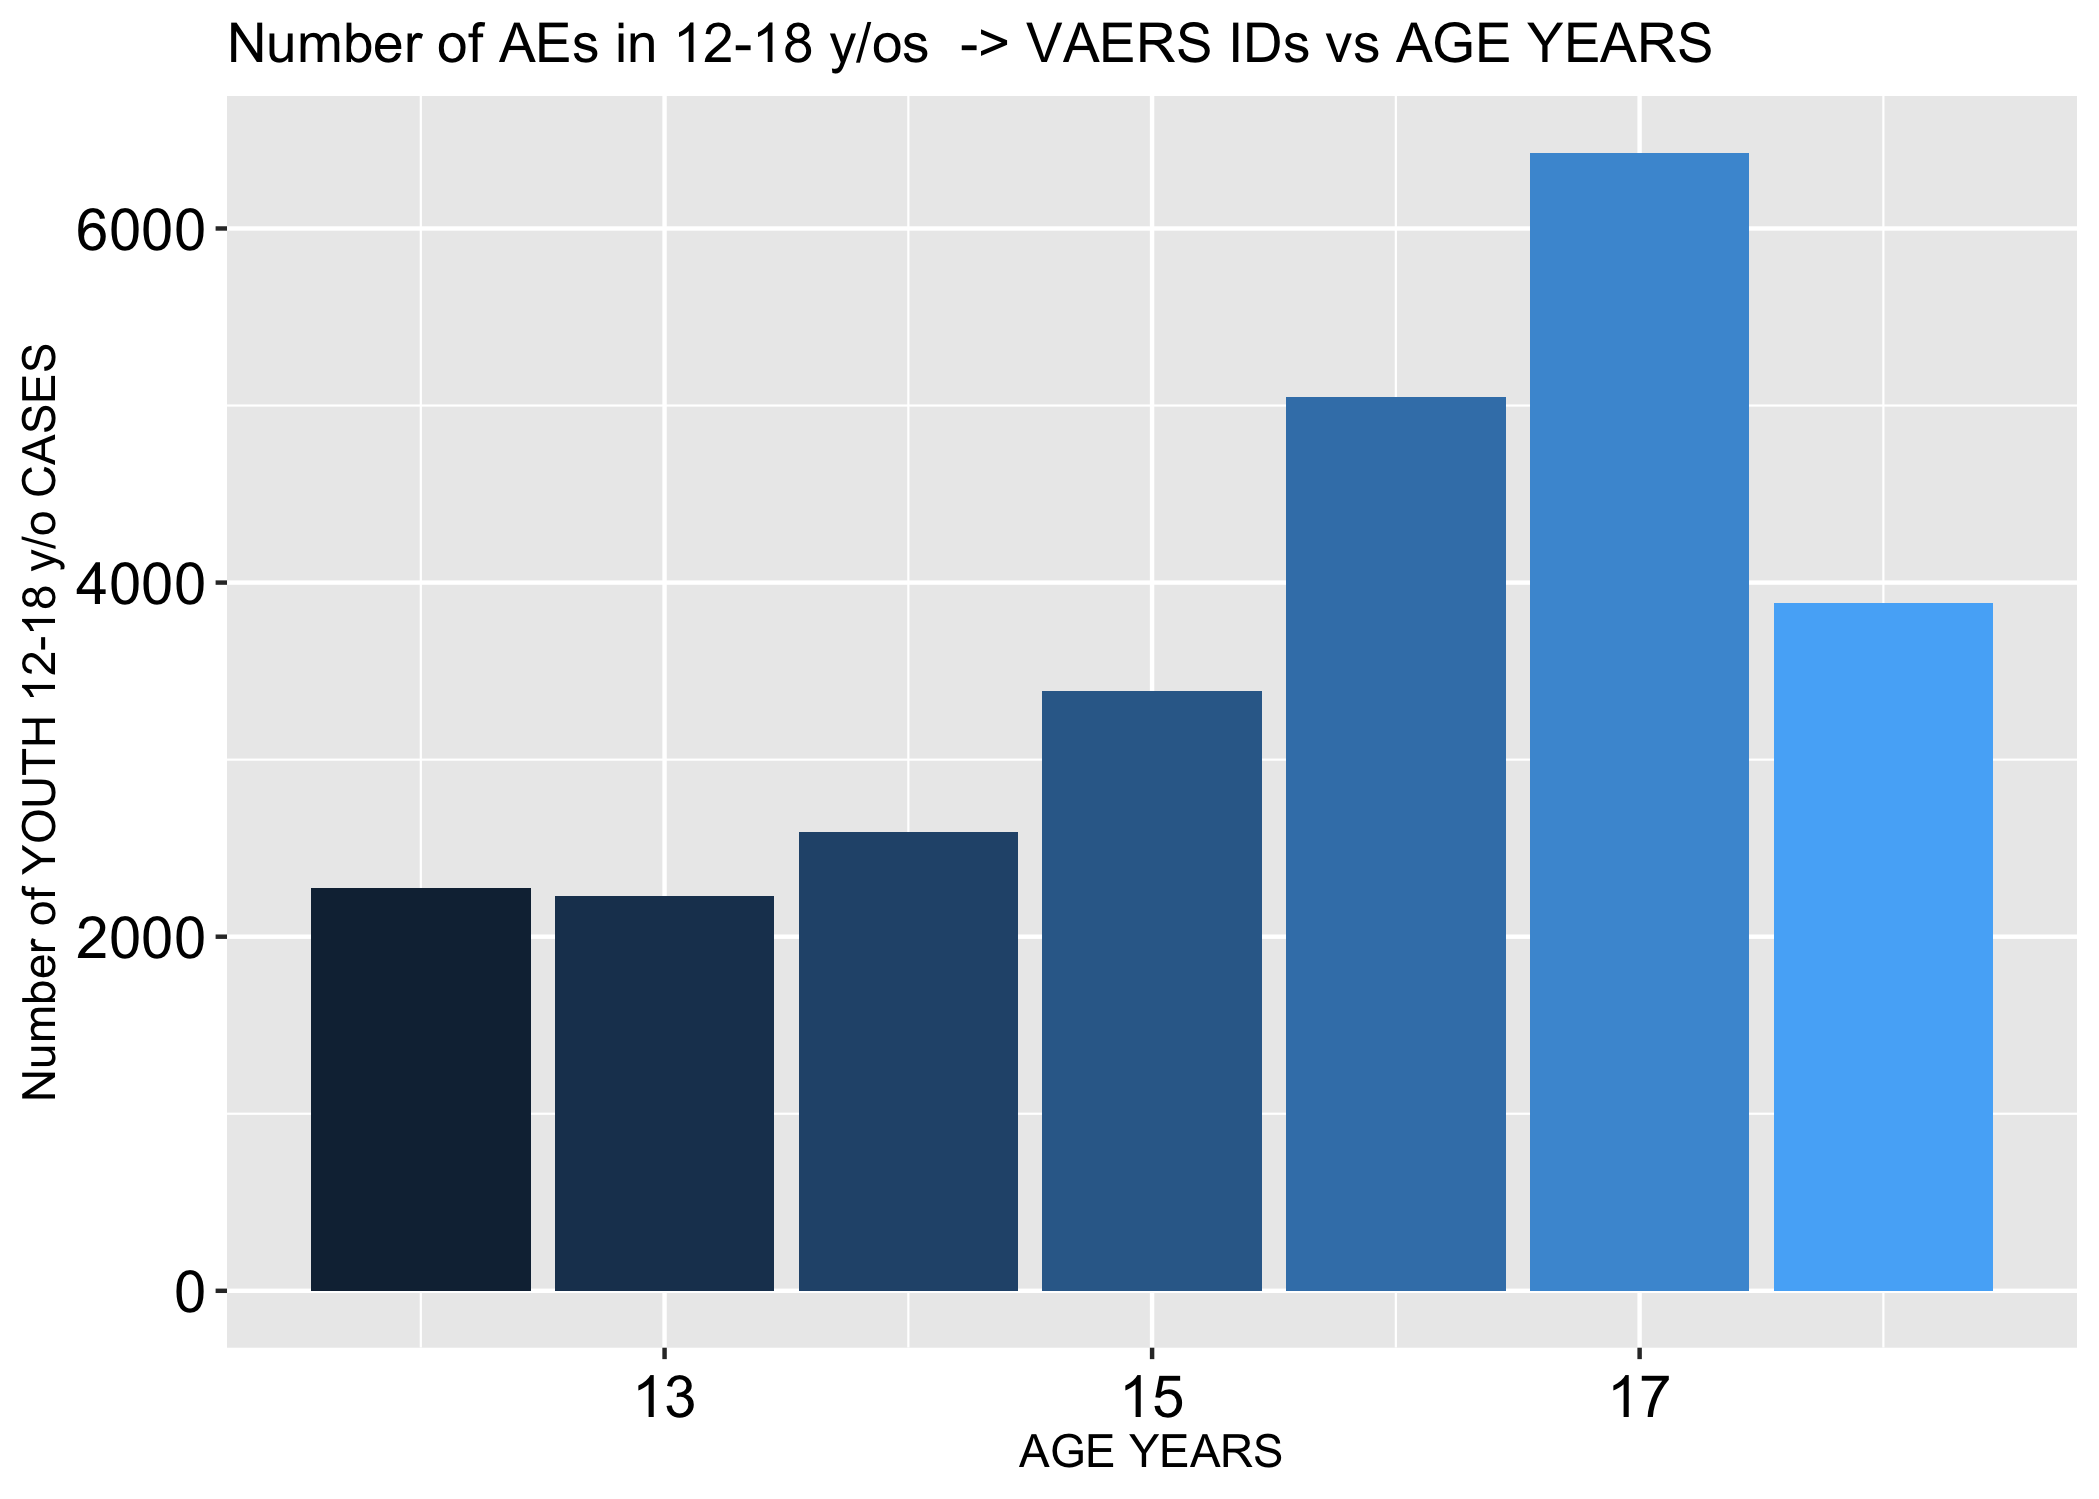 Number of AEs in 12-18 y/os  -> VAERS IDs vs AGE YEARS
Number of YOUTH 12-18 y/o CASES
6000
4000
2000
0
13 15 17
AGE YEARS